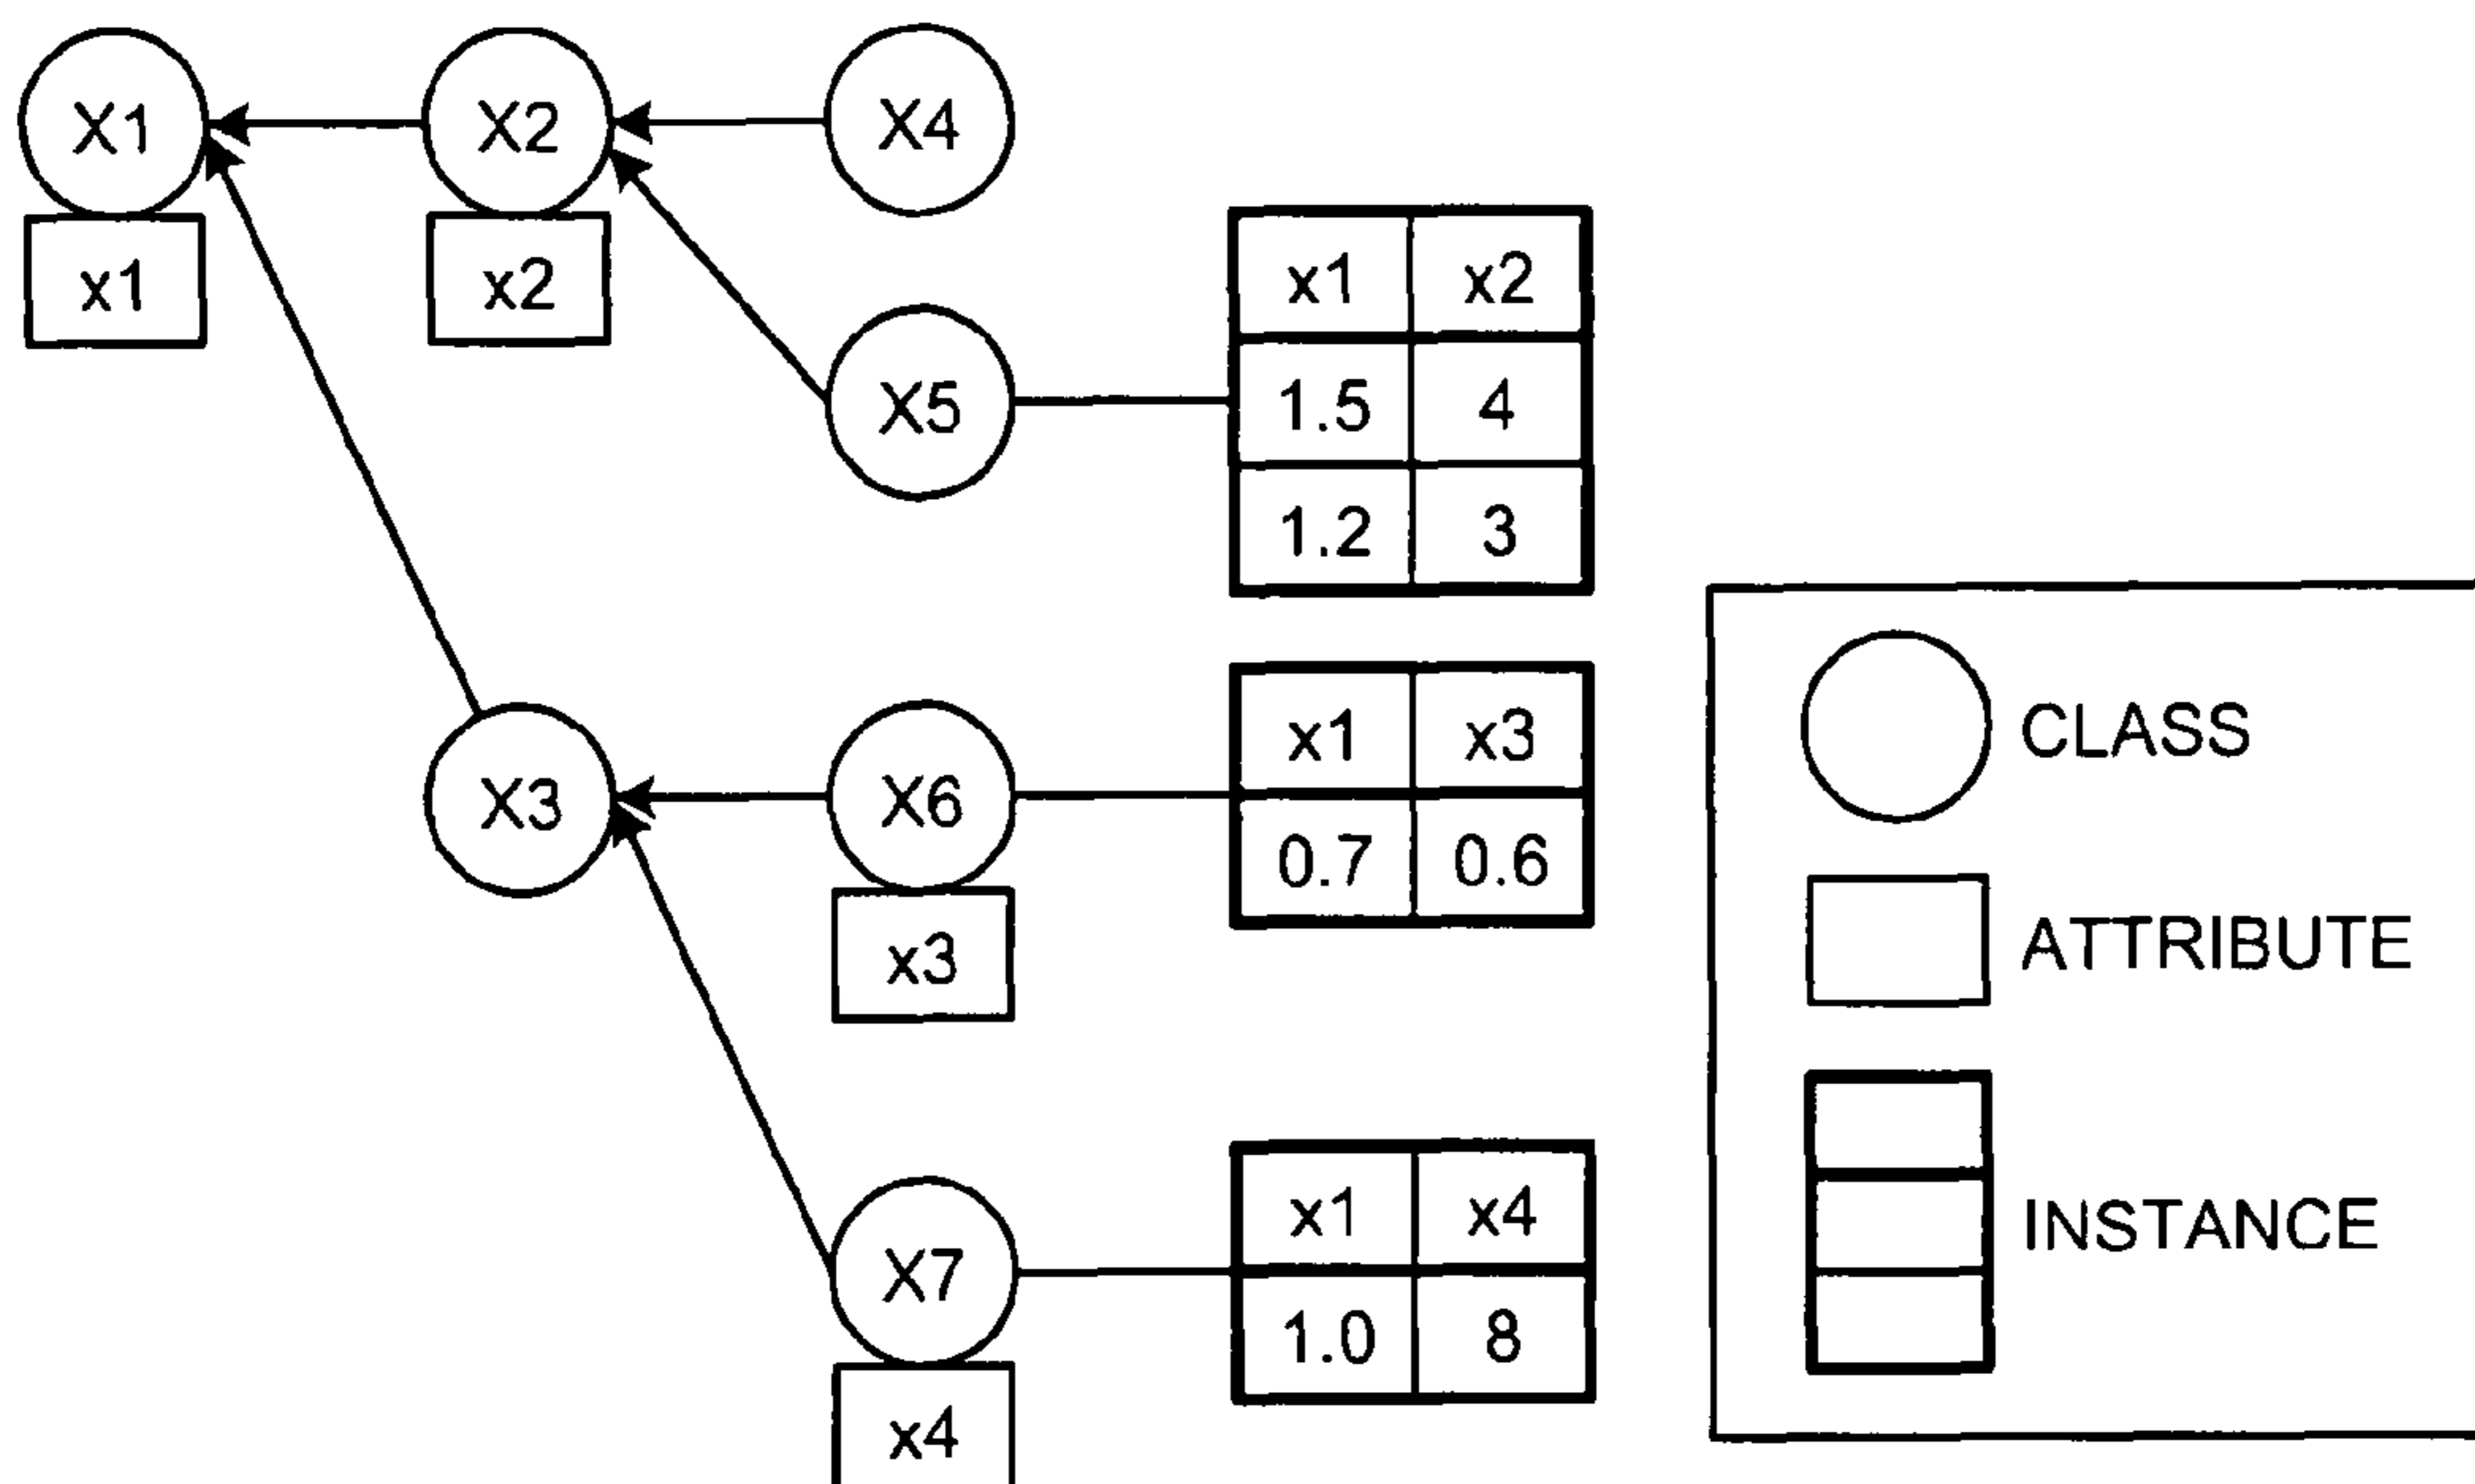 X1
X2
X4
x1
x2
X5
x1 x2
1.5 4
1.2 3
X3
X6
x3
x1 x3
0.7 0.6
X7
x4
x1 x4
1.0 8
CLASS
ATTRIBUTE
INSTANCE